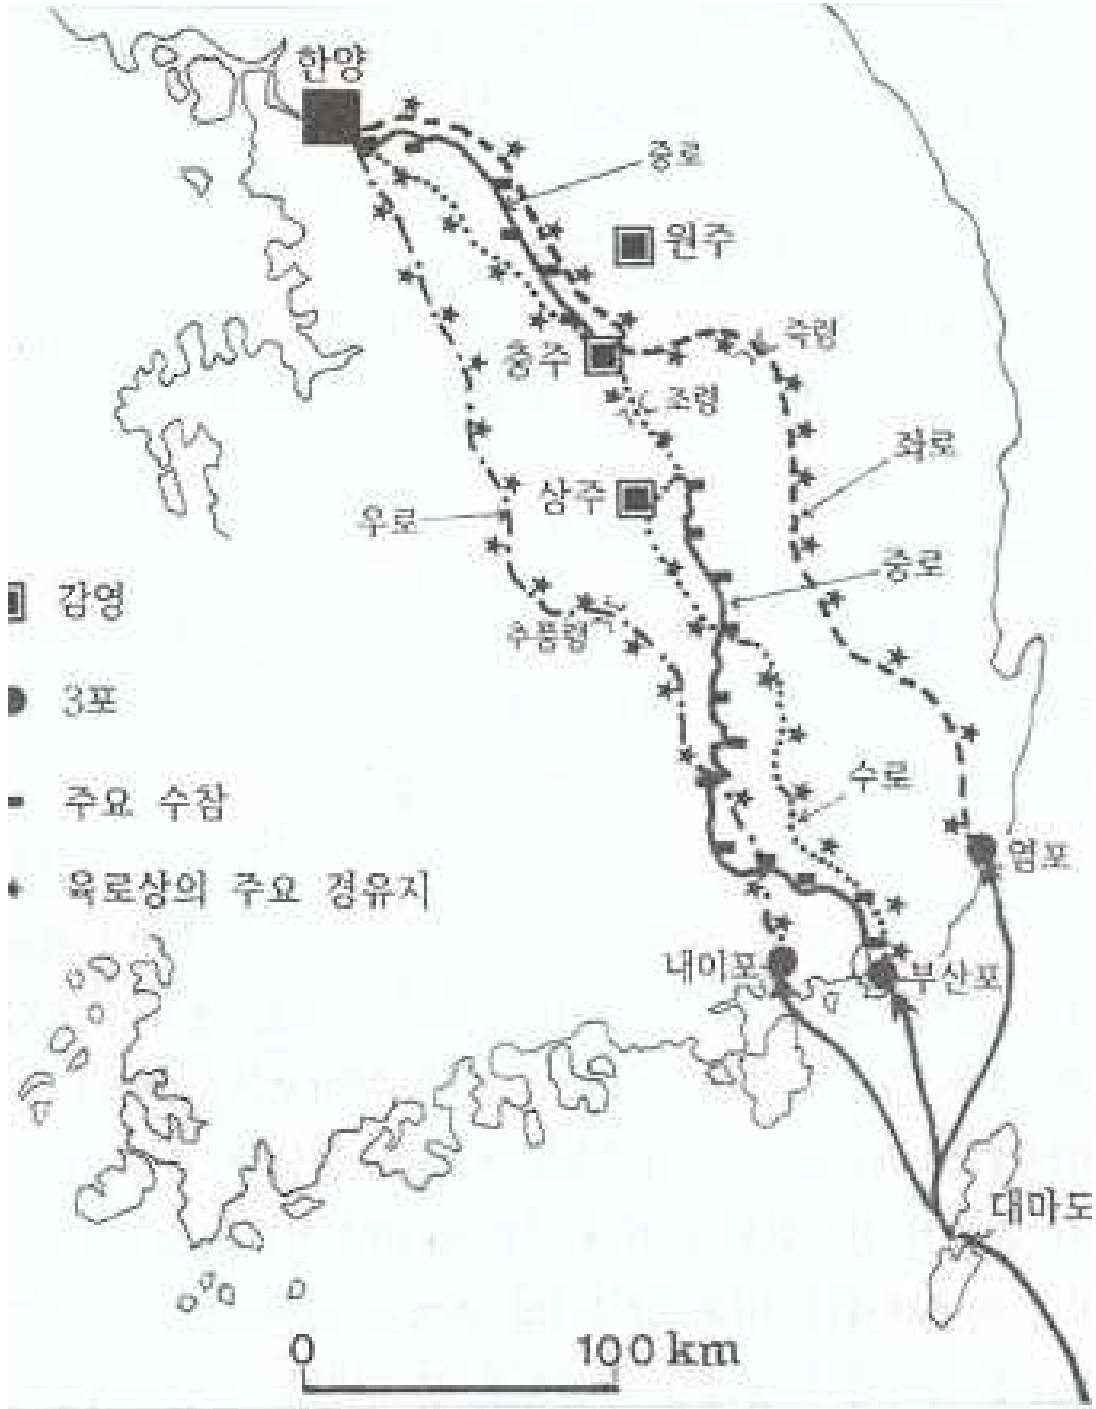 한양
중로
원주
죽령
충주
조령
좌로
상주
우로
중로
감영
추풍령
3포
수로
주요 수참
염포
육로상의 주요 경유지
내이포
부산포
대마도
0
100 km